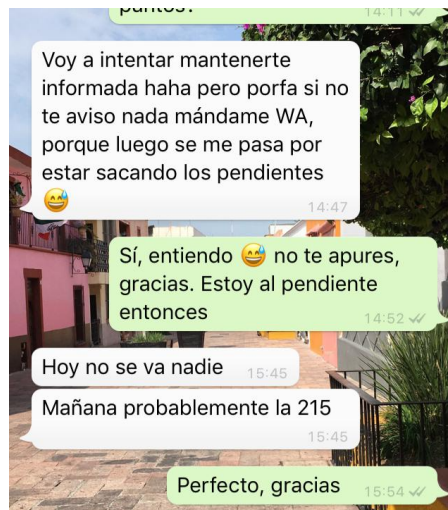 14:11
Voy a intentar mantenerte
informada haha pero porfa si no
te aviso nada mándame WA,
porque luego se me pasa por
estar sacando los pendientes
😅
14:47
Sí, entiendo 😅 no te apures,
gracias. Estoy al pendiente
entonces
14:52
Hoy no se va nadie 15:45
Mañana probablemente la 215
15:45
Perfecto, gracias 15:54